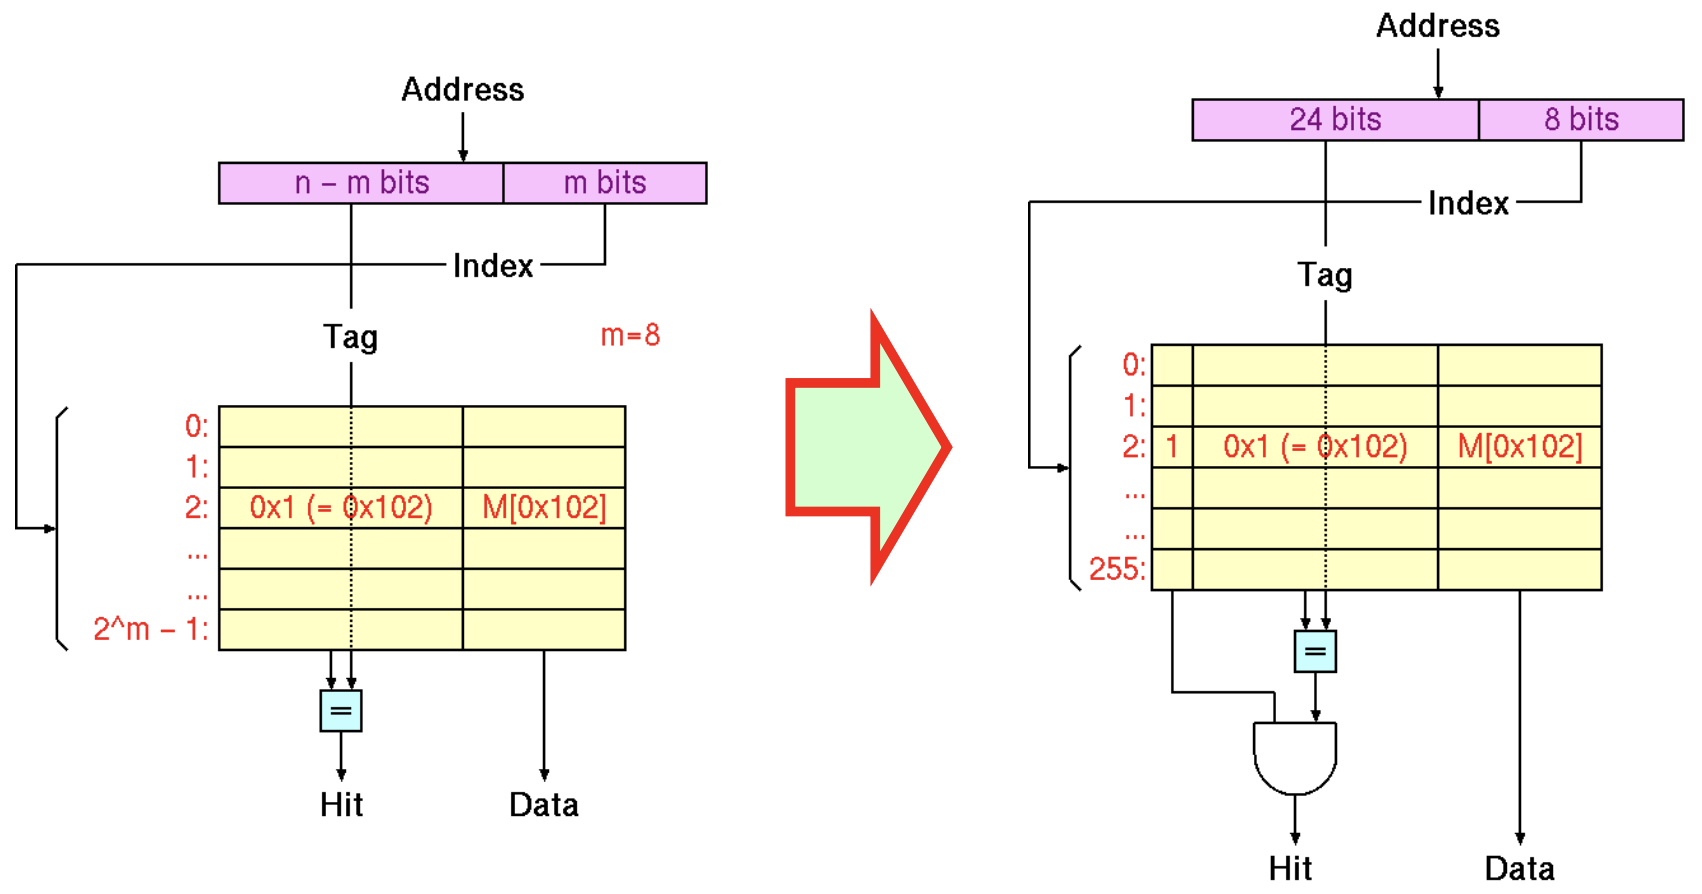 Address
n – m bits
m bits
Index
Tag
m=8
0:
1:
2:
0x1 (= 0x102)
M[0x102]
...
...
2^m – 1:
=
Hit
Data
Address
24 bits
8 bits
Index
Tag
0:
1:
2:
1
0x1 (= 0x102)
M[0x102]
...
...
255:
=
Hit
Data